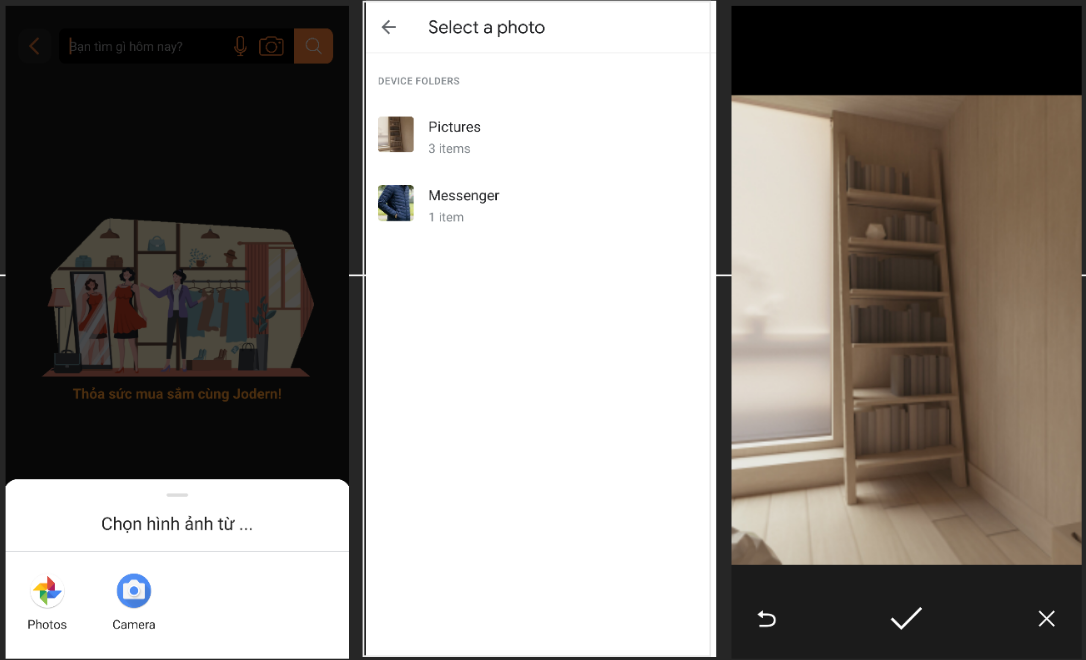 Bạn tìm gì hôm nay?
Thỏa sức mua sắm cùng Jodern!
Chọn hình ảnh từ ...
Photos
Camera
Select a photo
DEVICE FOLDERS
Pictures
3 items
Messenger
1 item